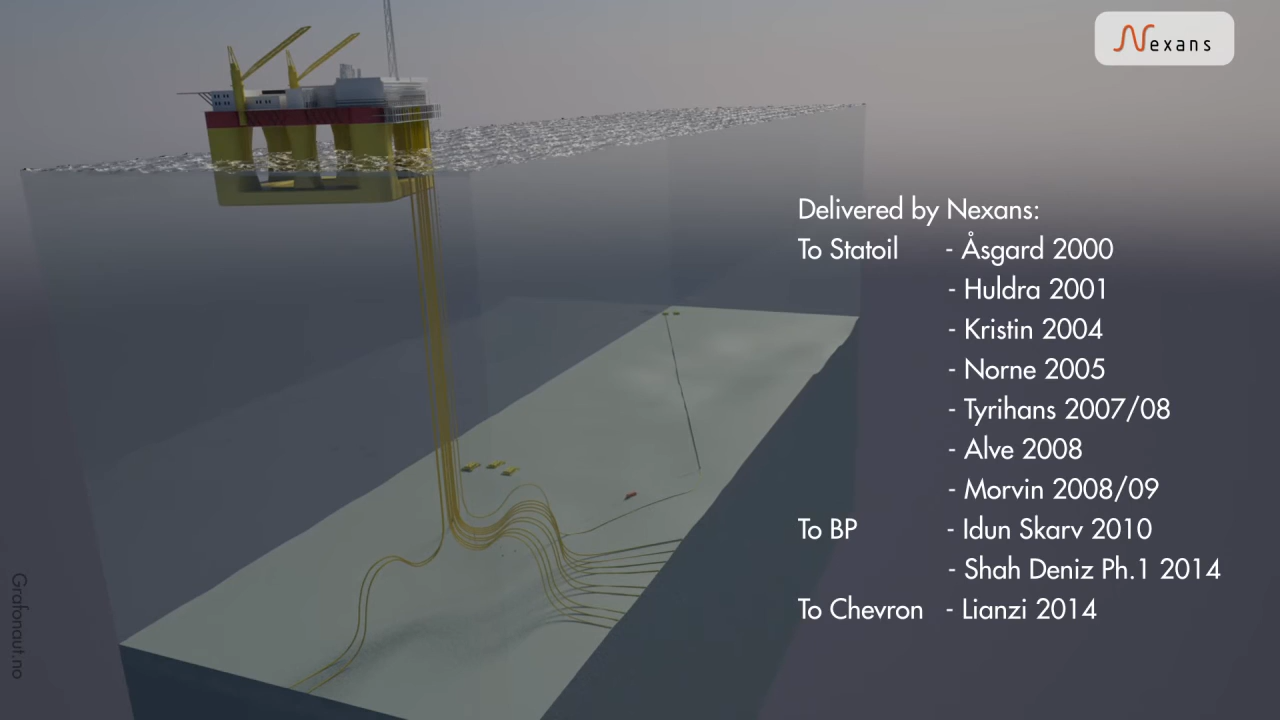 Nexans
Delivered by Nexans:
To Statoil - Åsgard 2000
- Huldra 2001
- Kristin 2004
- Norne 2005
- Tyrihans 2007/08
- Alve 2008
- Morvin 2008/09
To BP - Idun Skarv 2010
- Shah Deniz Ph.1 2014
To Chevron - Lianzi 2014
Grafonaut.no